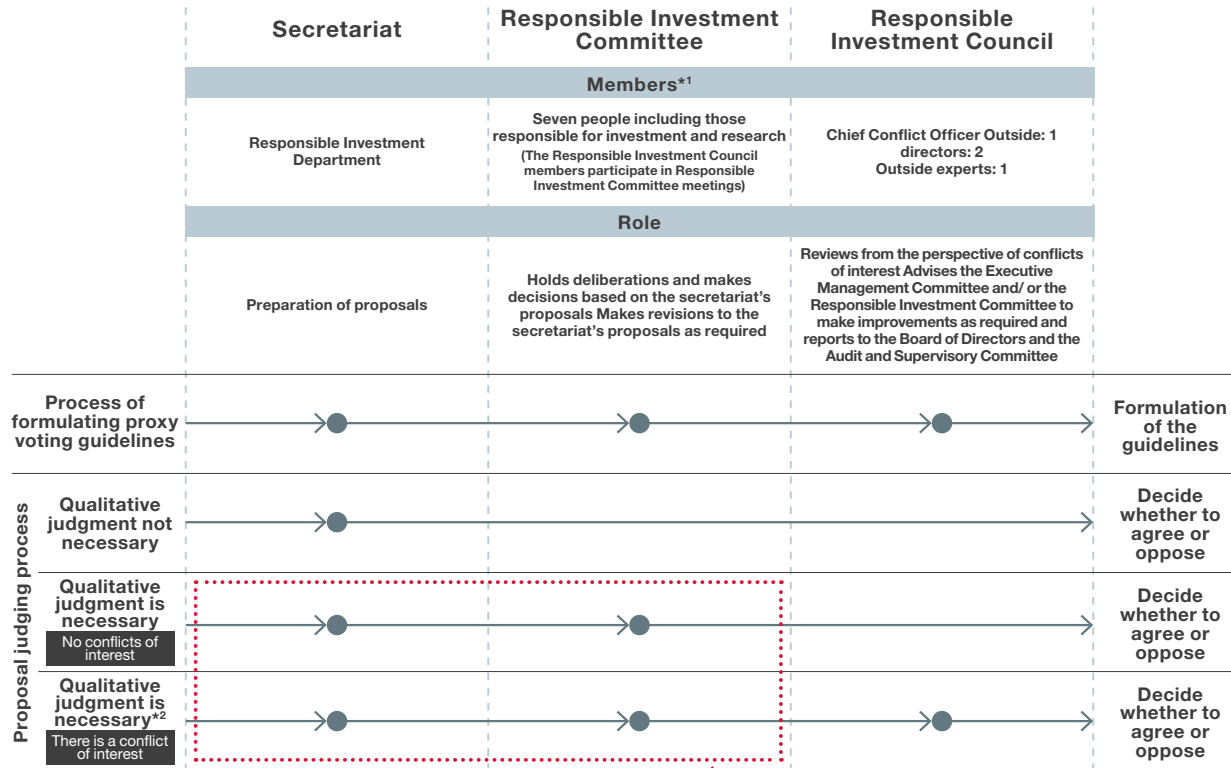 Secretariat
Responsible Investment
Committee
Responsible
Investment Council
Members*1
Responsible Investment
Department
Seven people including those
responsible for investment and research
(The Responsible Investment Council
members participate in Responsible
Investment Committee meetings)
Chief Conflict Officer Outside: 1
directors: 2
Outside experts: 1
Role
Preparation of proposals
Holds deliberations and makes
decisions based on the secretariat's
proposals Makes revisions to the
secretariat's proposals as required
Reviews from the perspective of conflicts
of interest Advises the Executive
Management Committee and/ or the
Responsible Investment Committee to
make improvements as required and
reports to the Board of Directors and the
Audit and Supervisory Committee
Process of
formulating proxy
voting guidelines
Formulation
of the
guidelines
Proposal judging process
Qualitative
judgment not
necessary
Decide
whether to
agree or
oppose
Qualitative
judgment is
necessary
No conflicts of
interest
Decide
whether to
agree or
oppose
Qualitative
judgment is
necessary*2
There is a conflict
of interest
Decide
whether to
agree or
oppose